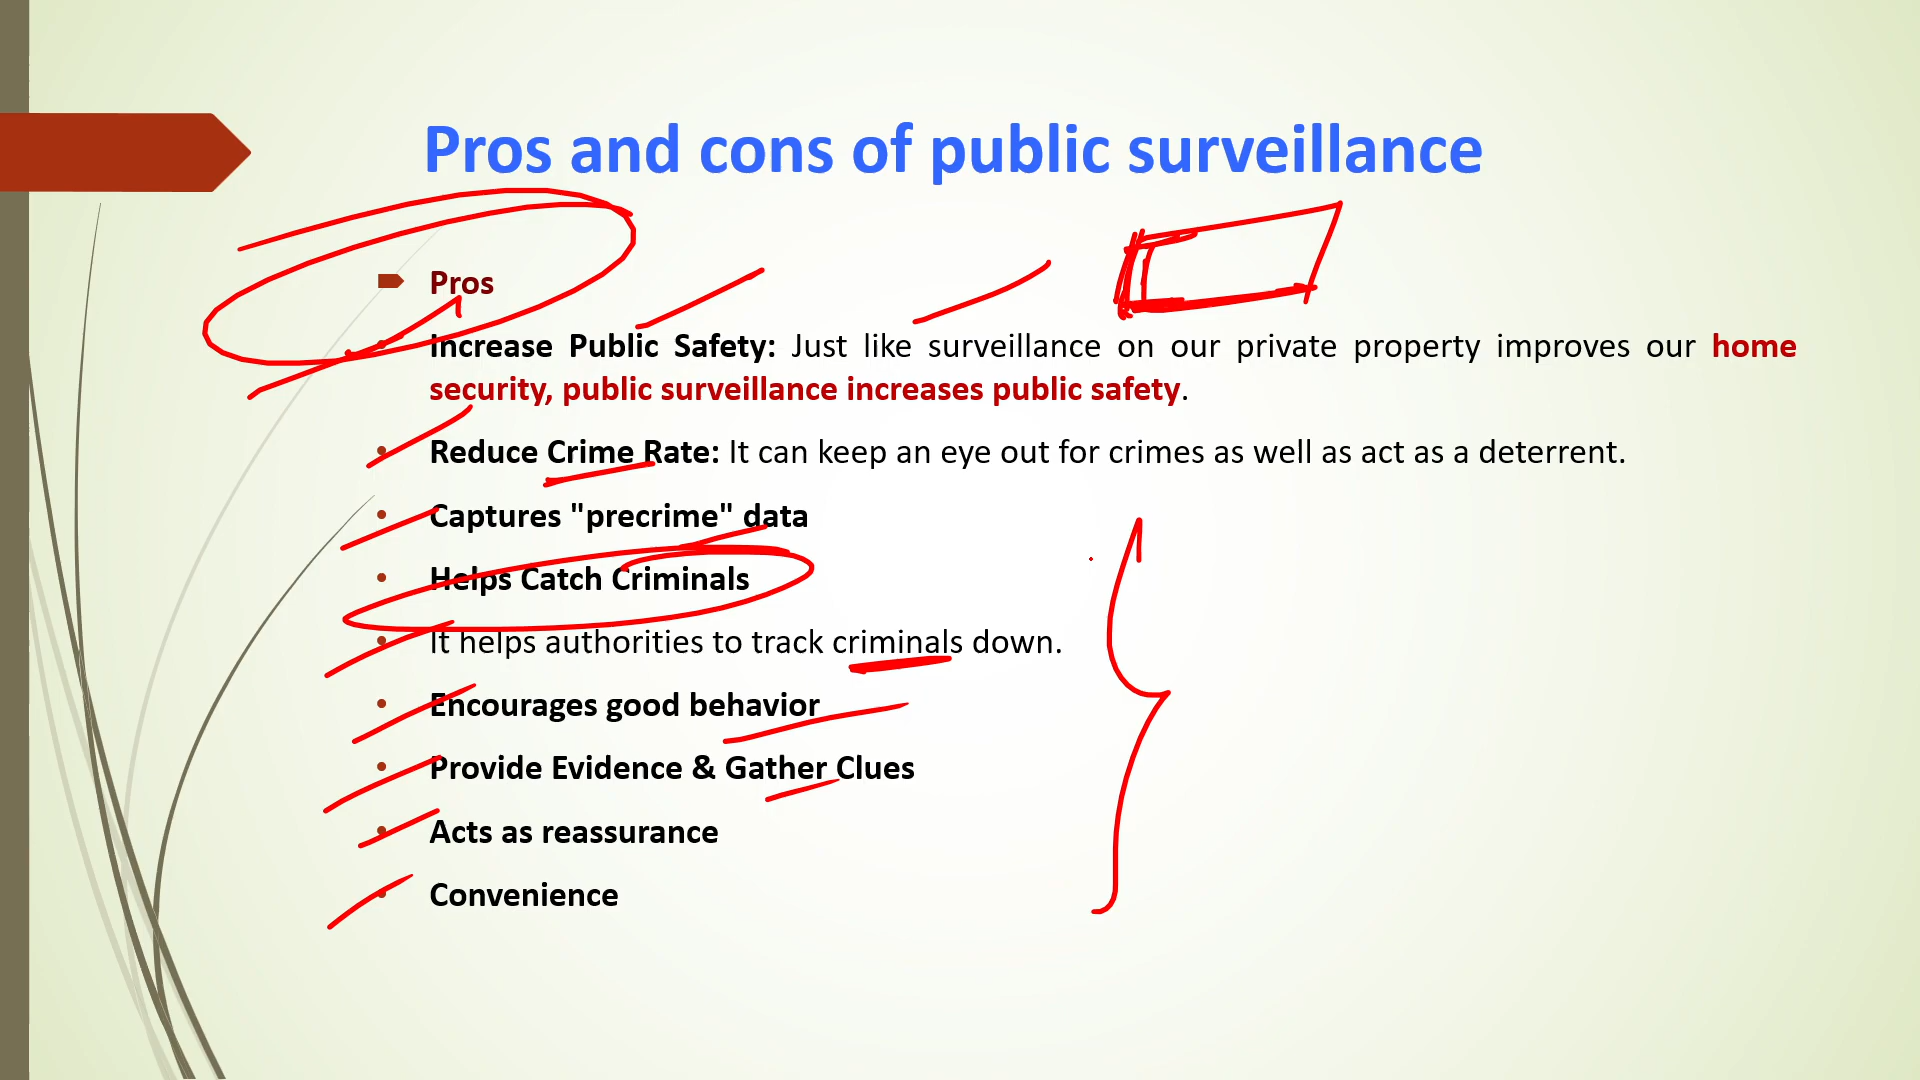 Pros and cons of public surveillance
Pros
Increase Public Safety: Just like surveillance on our private property improves our home
security, public surveillance increases public safety.
Reduce Crime Rate: It can keep an eye out for crimes as well as act as a deterrent.
Captures "precrime" data
Helps Catch Criminals
It helps authorities to track criminals down.
Encourages good behavior
Provide Evidence & Gather Clues
Acts as reassurance
Convenience